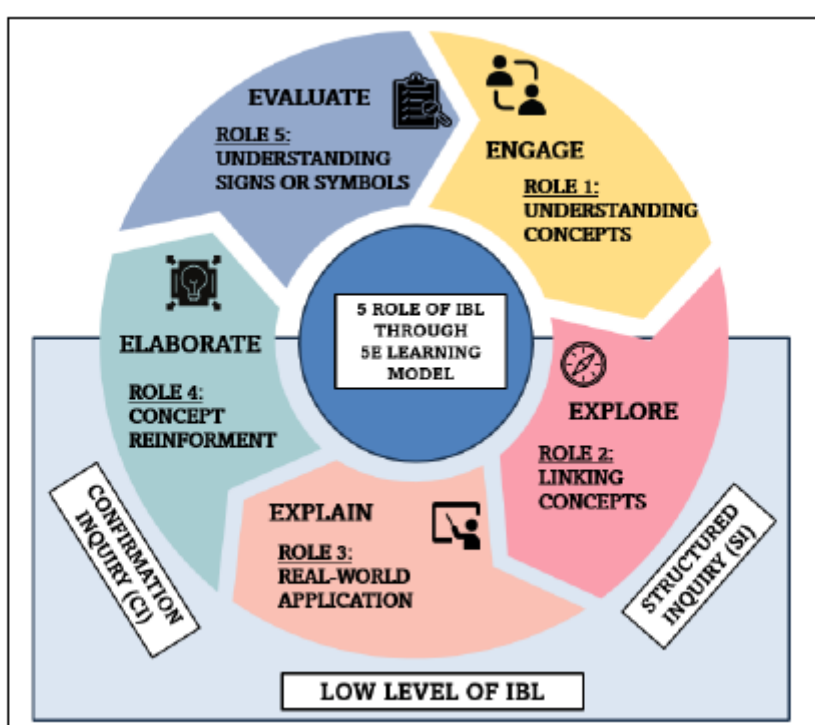 EVALUATE
ROLE 5:
UNDERSTANDING
SIGNS OR SYMBOLS
ENGAGE
ROLE 1:
UNDERSTANDING
CONCEPTS
5 ROLE OF IBL
THROUGH
5E LEARNING
MODEL
ELABORATE
ROLE 4:
CONCEPT
REINFORMENT
EXPLORE
ROLE 2:
LINKING
CONCEPTS
EXPLAIN
ROLE 3:
REAL-WORLD
APPLICATION
CONFIRMATION
INQUIRY (CI)
STRUCTURED
INQUIRY (SI)
LOW LEVEL OF IBL